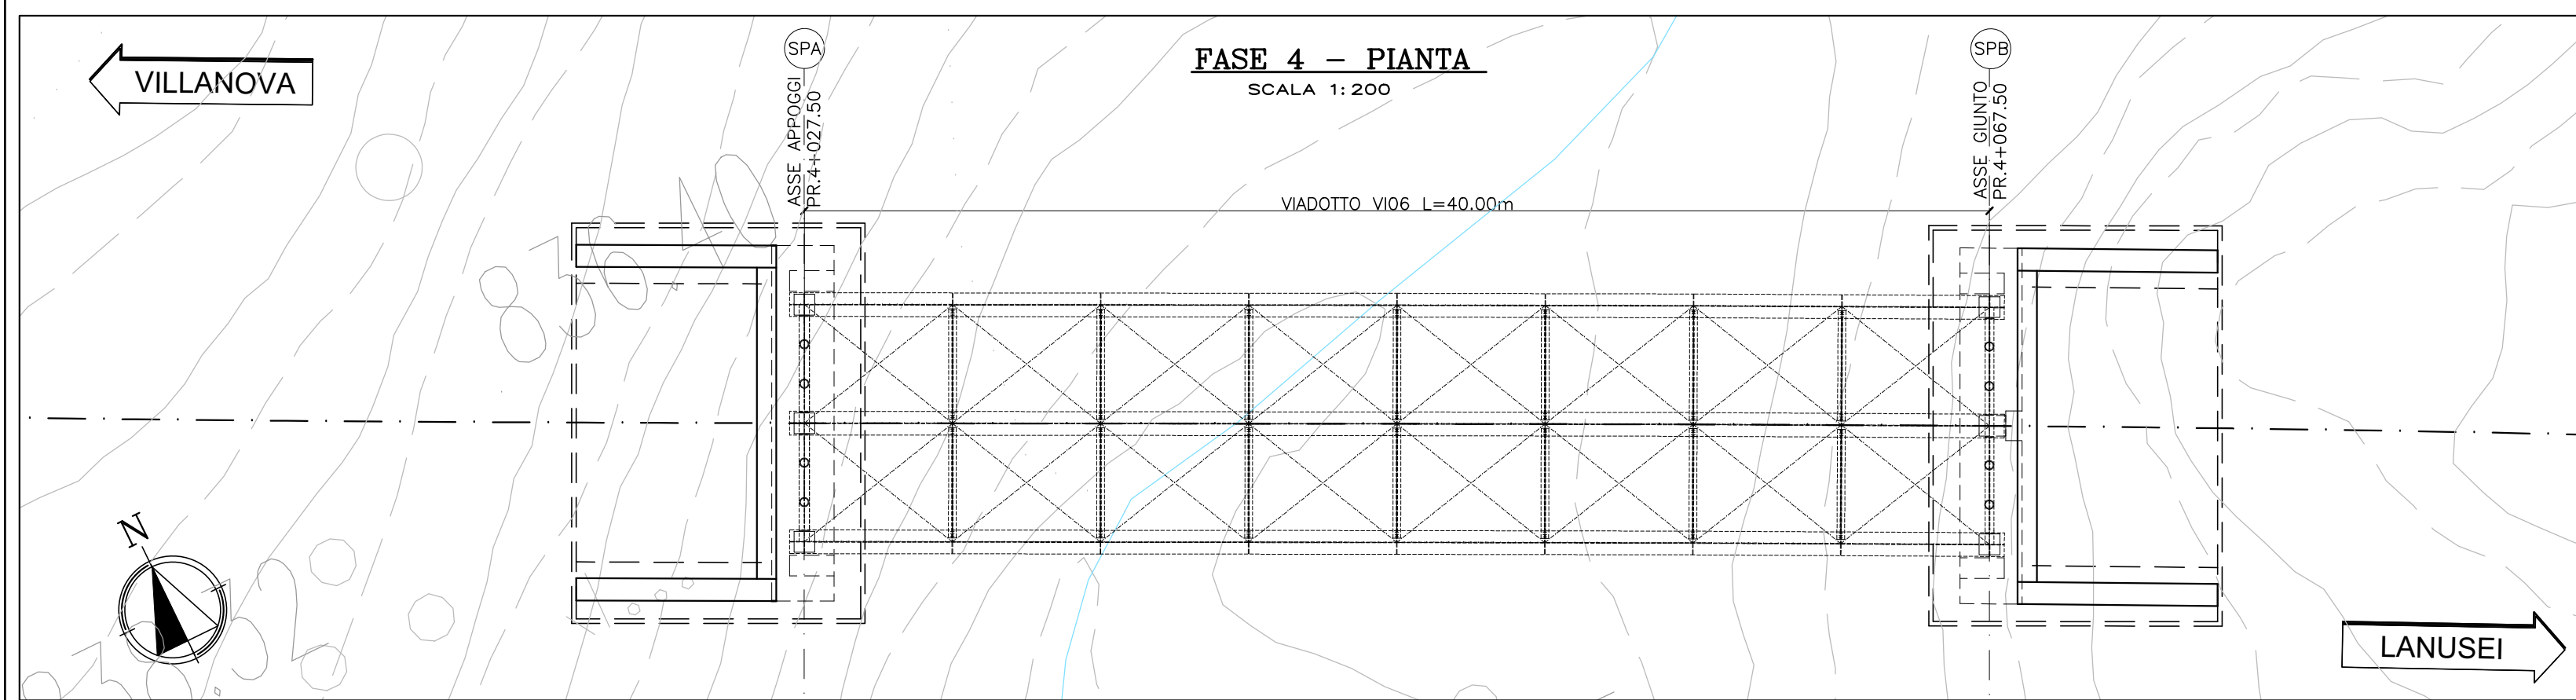 VILLANOVA
SPA
ASSE APPOGGI
PR.4+027.50
FASE 4 - PIANTA
SCALA 1:200
SPB
ASSE GIUNTO
PR.4+067.50
VIADOTTO VI06 L=40.00m
N
LANUSEI